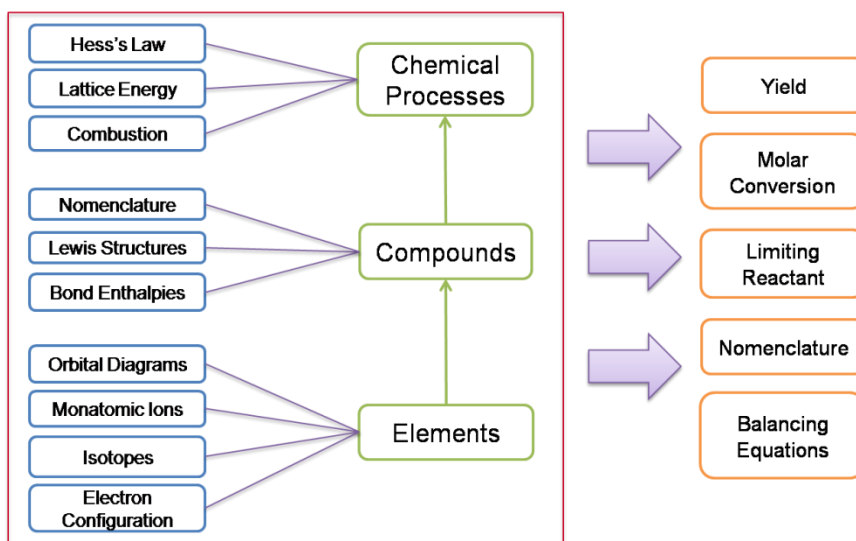 Hess's Law
Lattice Energy
Combustion
Chemical
Processes
Nomenclature
Lewis Structures
Bond Enthalpies
Compounds
Orbital Diagrams
Monatomic Ions
Isotopes
Electron
Configuration
Elements
Yield
Molar
Conversion
Limiting
Reactant
Nomenclature
Balancing
Equations